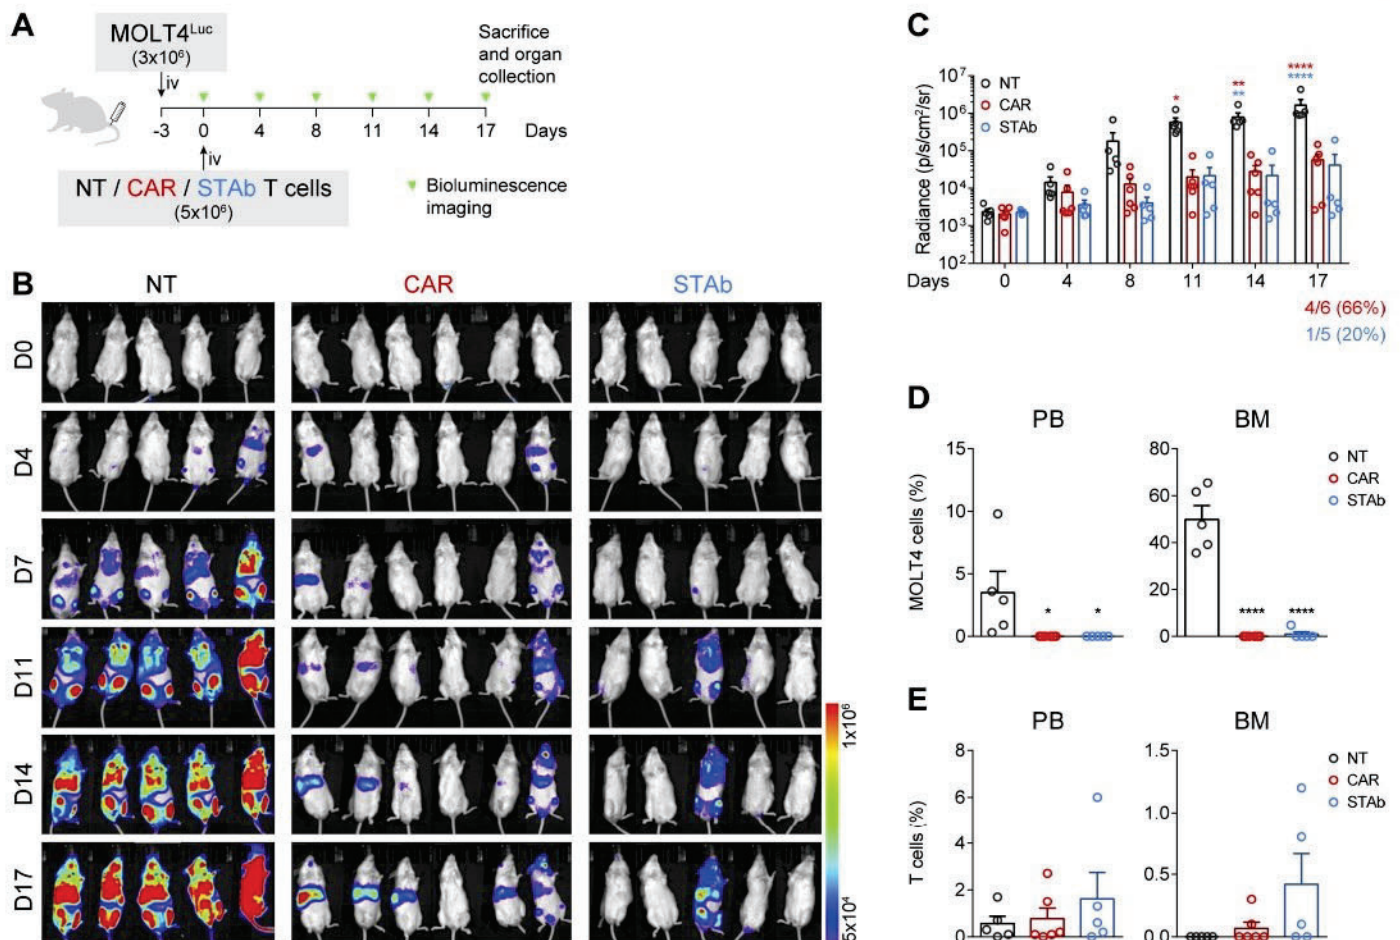 A
MOLT4Luc
(3x10⁶)
iv
Sacrifice
and organ
collection
-3 0 4 8 11 14 17 Days
iv
NT / CAR / STAb T cells
(5x10⁶)
Bioluminescence
imaging
B
NT CAR STAb
D0
D4
D7
D11
D14
D17
1x10⁶
5x10⁴
C
Radiance (p/s/cm²/sr)
10⁷
10⁶
10⁵
10⁴
10³
10²
NT
CAR
STAb
*
**
**
****
****
Days 0 4 8 11 14 17
4/6 (66%)
1/5 (20%)
D
PB BM
MOLT4 cells (%)
15
10
5
0
* *
80
60
40
20
0
**** ****
NT
CAR
STAb
E
PB BM
T cells (%)
8
6
4
2
0
1.5
1.0
0.5
0.0
NT
CAR
STAb